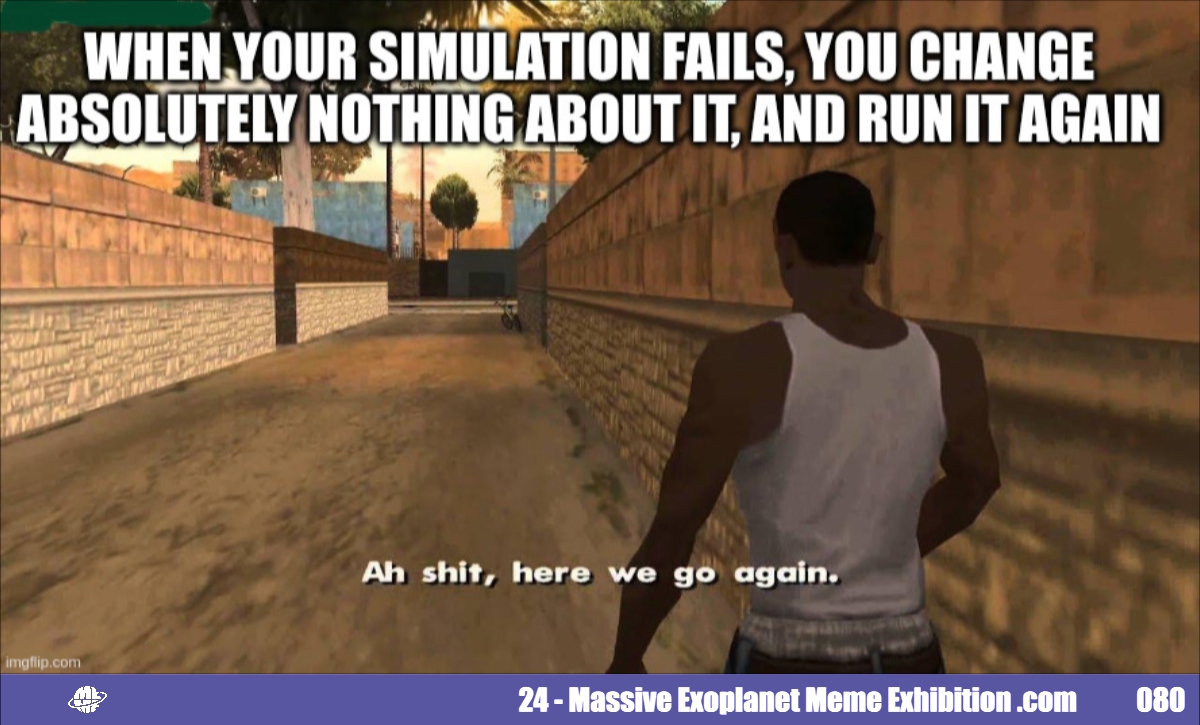 WHEN YOUR SIMULATION FAILS, YOU CHANGE
ABSOLUTELY NOTHING ABOUT IT, AND RUN IT AGAIN
Ah shit, here we go again.
imgflip.com
24 - Massive Exoplanet Meme Exhibition .com 080